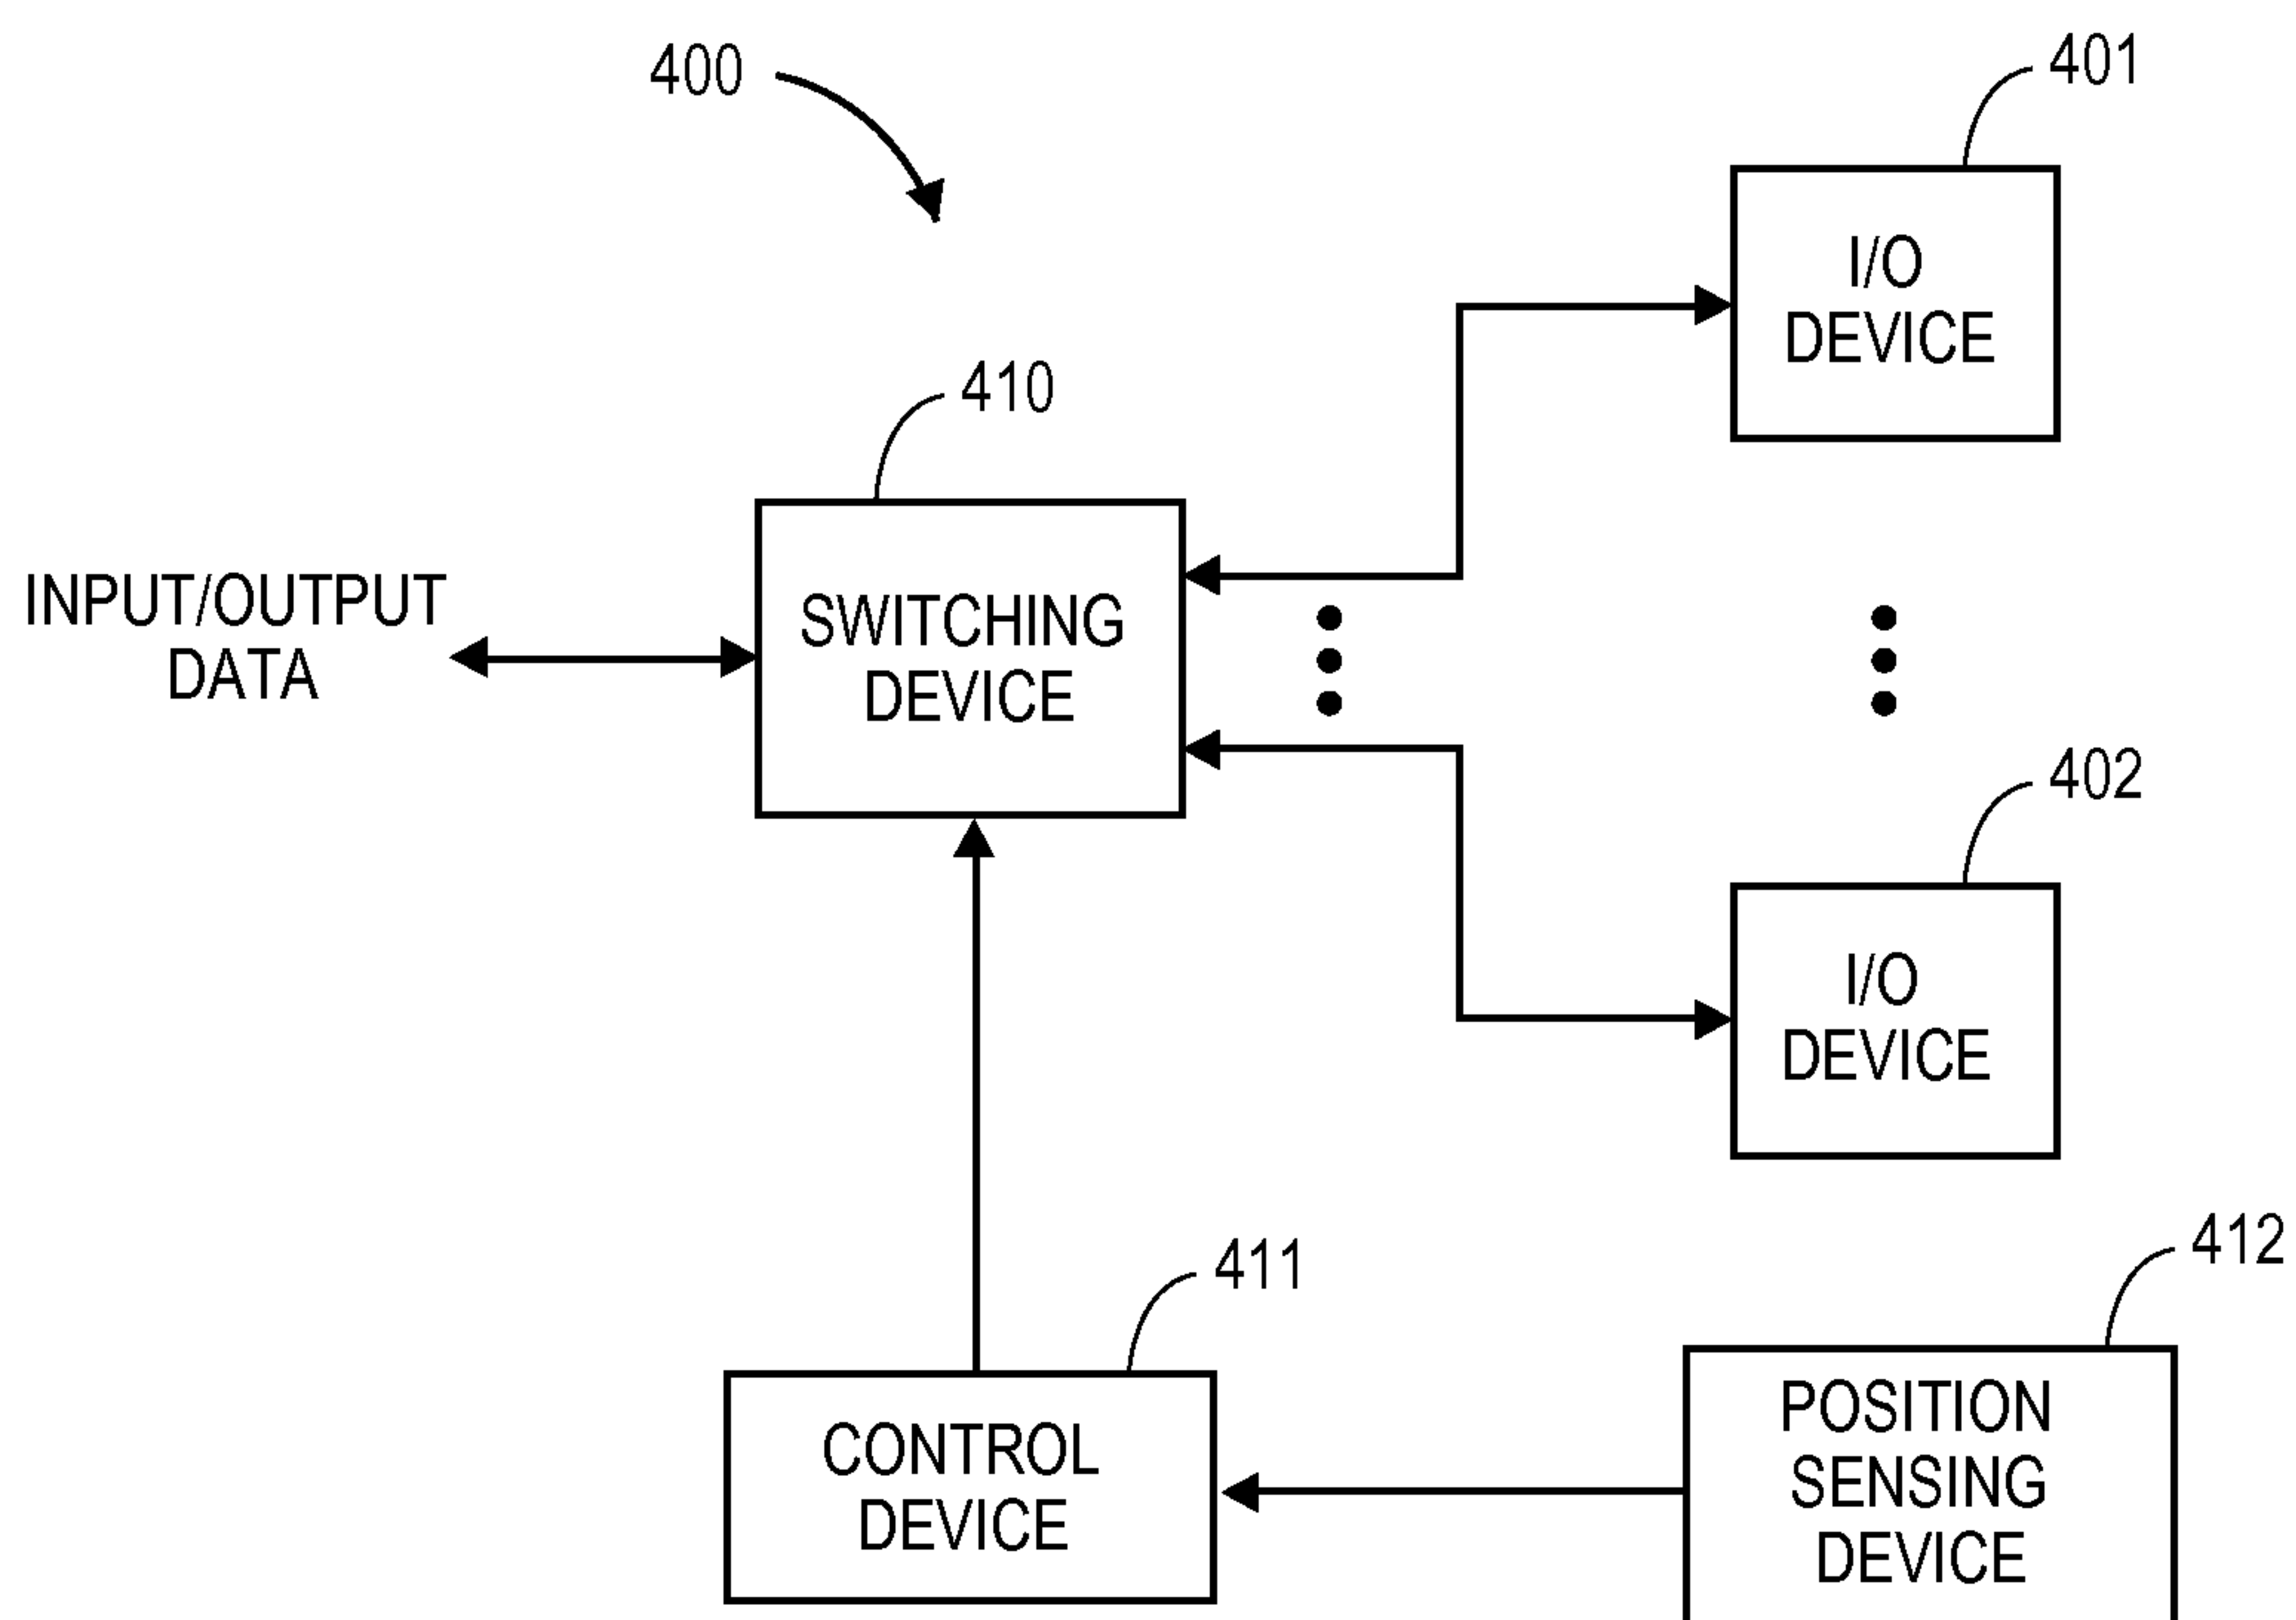 400
401
I/O
DEVICE
410
INPUT/OUTPUT
DATA
SWITCHING
DEVICE
402
I/O
DEVICE
411
412
CONTROL
DEVICE
POSITION
SENSING
DEVICE